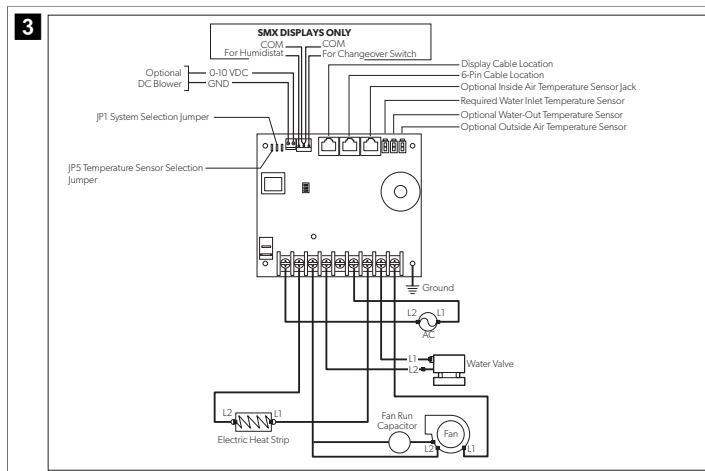 3
SMX DISPLAYS ONLY
COM
COM
For Humidistat
For Changeover Switch
Display Cable Location
6-Pin Cable Location
Optional Inside Air Temperature Sensor Jack
Required Water Inlet Temperature Sensor
Optional Water-Out Temperature Sensor
Optional Outside Air Temperature Sensor
Optional
DC Blower
0-10 VDC
GND
JP1 System Selection Jumper
JP5 Temperature Sensor Selection
Jumper
Ground
L2
L1
AC
L1
L2
Water Valve
L2
L1
Electric Heat Strip
Fan Run
Capacitor
Fan
L2
L1